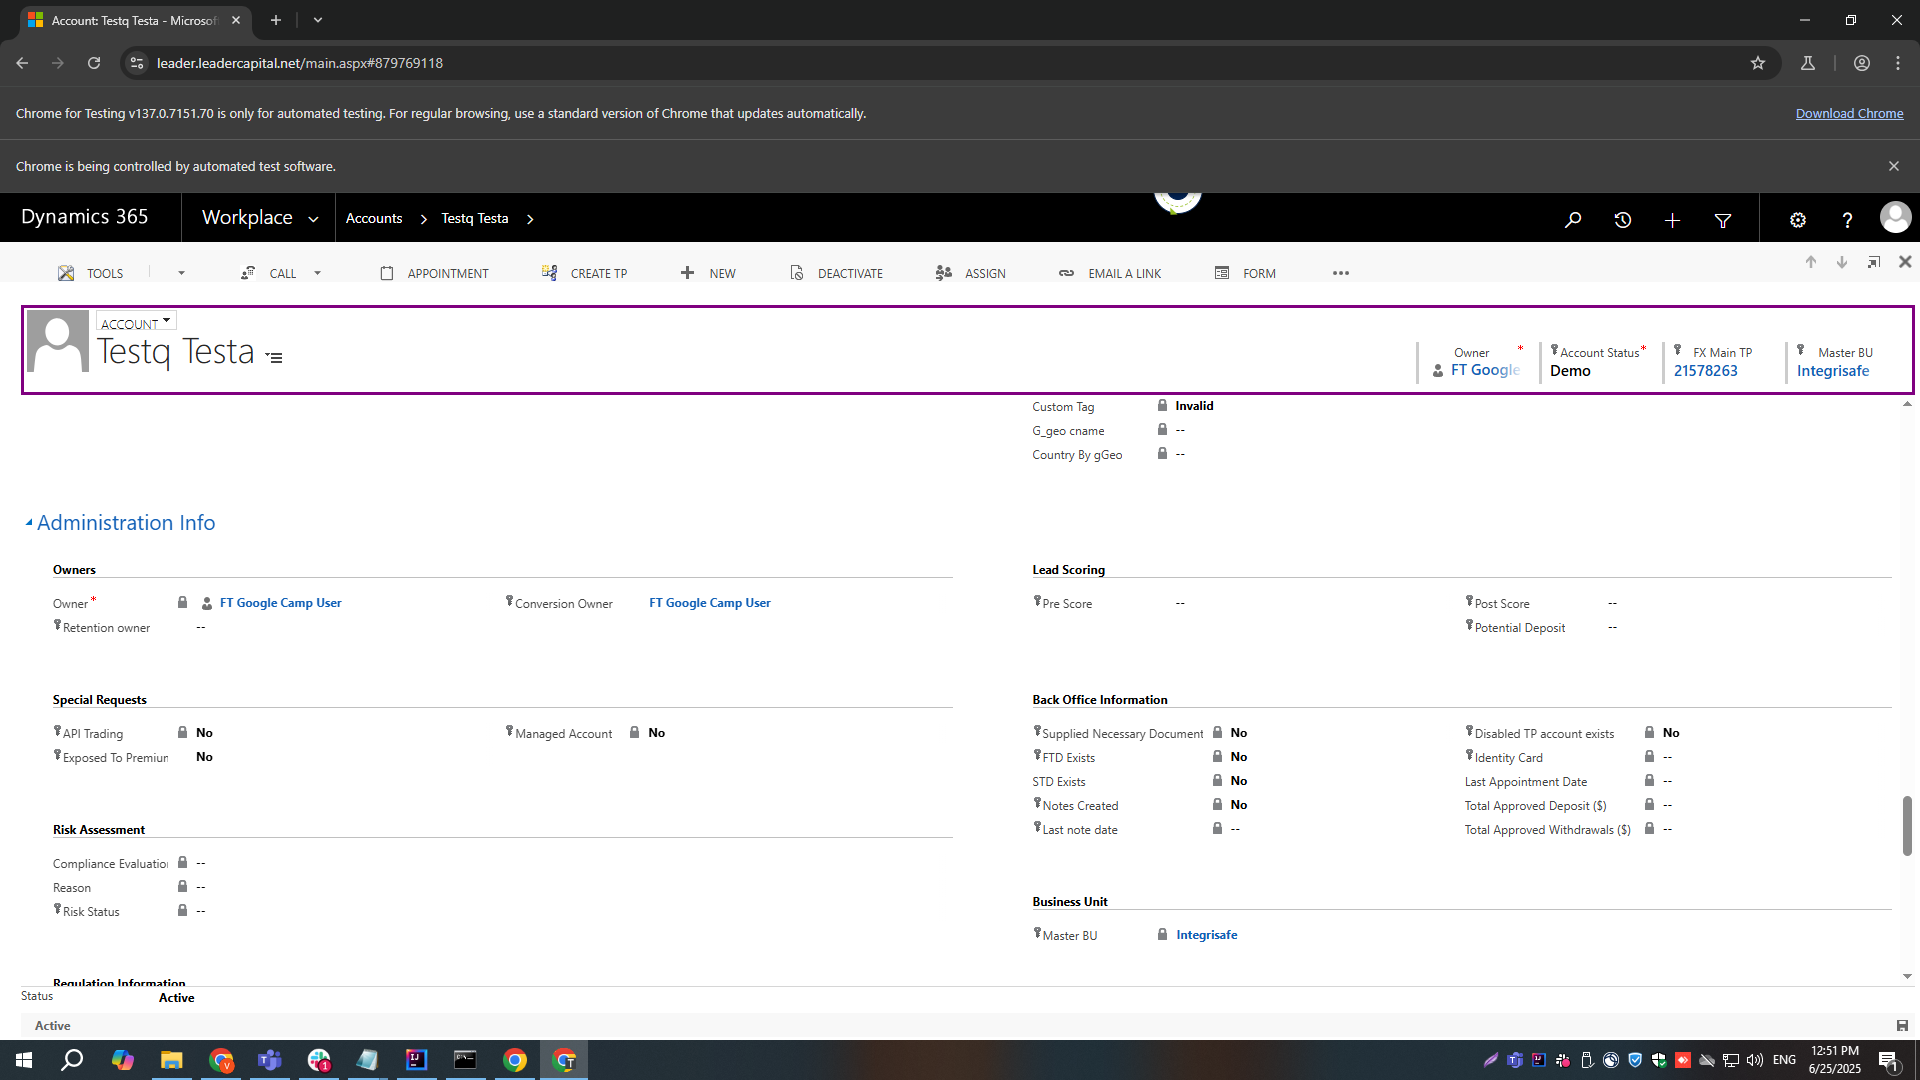 Account: Testq Testa - Microsof
leader.leadercapital.net/main.aspx#879769118
Chrome for Testing v137.0.7151.70 is only for automated testing. For regular browsing, use a standard version of Chrome that updates automatically.
Download Chrome
Chrome is being controlled by automated test software.
Dynamics 365
Workplace
Accounts
Testq Testa
TOOLS
CALL
APPOINTMENT
CREATE TP
NEW
DEACTIVATE
ASSIGN
EMAIL A LINK
FORM
ACCOUNT
Testq Testa
Owner *
FT Google
Account Status *
Demo
FX Main TP
21578263
Master BU
Integrisafe
Custom Tag Invalid
G_geo cname --
Country By gGeo --
Administration Info
Owners
Owner * FT Google Camp User
Conversion Owner FT Google Camp User
Retention owner --
Lead Scoring
Pre Score --
Post Score --
Potential Deposit --
Special Requests
API Trading No
Managed Account No
Exposed To Premiun No
Back Office Information
Supplied Necessary Document No
Disabled TP account exists No
FTD Exists No
Identity Card --
STD Exists No
Last Appointment Date --
Notes Created No
Total Approved Deposit ($) --
Last note date --
Total Approved Withdrawals ($) --
Risk Assessment
Compliance Evaluation --
Reason --
Risk Status --
Business Unit
Master BU Integrisafe
Regulation Information
Status Active
Active
ENG
12:51 PM
6/25/2025
1
1